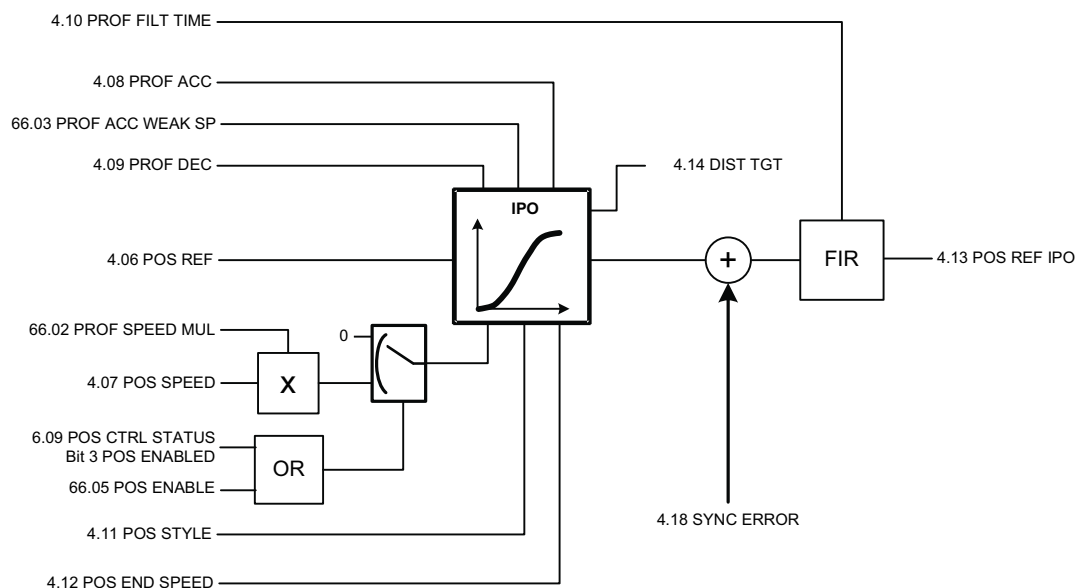 4.10 PROF FILT TIME
4.08 PROF ACC
66.03 PROF ACC WEAK SP
4.09 PROF DEC
4.14 DIST TGT
IPO
4.06 POS REF
+
FIR
4.13 POS REF IPO
66.02 PROF SPEED MUL
0
4.07 POS SPEED
X
6.09 POS CTRL STATUS
Bit 3 POS ENABLED
OR
66.05 POS ENABLE
4.18 SYNC ERROR
4.11 POS STYLE
4.12 POS END SPEED